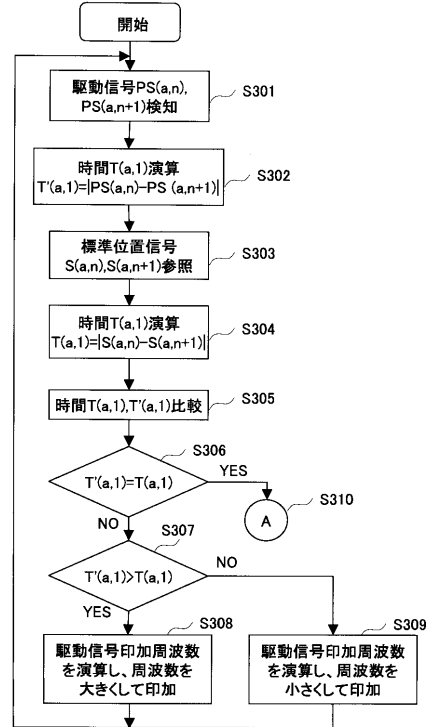 開始
駆動信号PS(a,n),
PS(a,n+1)検知
S301
時間T(a,1)演算
T'(a,1)=|PS(a,n)-PS (a,n+1)|
S302
標準位置信号
S(a,n),S(a,n+1)参照
S303
時間T(a,1)演算
T(a,1)=|S(a,n)-S(a,n+1)|
S304
時間T(a,1),T'(a,1)比較
S305
S306
T'(a,1)=T(a,1)
YES
S310
A
NO
S307
T'(a,1)>T(a,1)
NO
YES
S308
駆動信号印加周波数
を演算し、周波数を
大きくして印加
S309
駆動信号印加周波数
を演算し、周波数を
小さくして印加